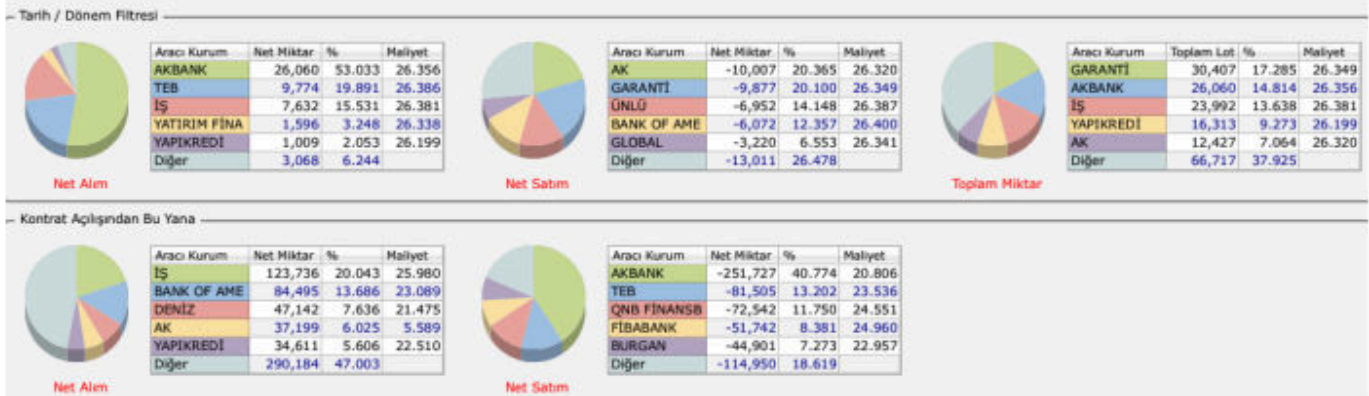 Tarih / Dönem Filtresi
Aracı Kurum Net Miktar % Maliyet
AKBANK 26,060 53.033 26.356
TEB 9,774 19.891 26.386
İŞ 7,632 15.531 26.381
YATIRIM FİNA 1,596 3.248 26.338
YAPIKREDİ 1,009 2.053 26.199
Diğer 3,068 6.244
Net Alım
Aracı Kurum Net Miktar % Maliyet
AK -10,007 20.365 26.320
GARANTİ -9,877 20.100 26.349
ÜNLÜ -6,952 14.148 26.387
BANK OF AME -6,072 12.357 26.400
GLOBAL -3,220 6.553 26.341
Diğer -13,011 26.478
Net Satım
Aracı Kurum Toplam Lot % Maliyet
GARANTİ 30,407 17.285 26.349
AKBANK 26,060 14.814 26.356
İŞ 23,992 13.638 26.381
YAPIKREDİ 16,313 9.273 26.199
AK 12,427 7.064 26.320
Diğer 66,717 37.925
Toplam Miktar
Kontrat Açılışından Bu Yana
Aracı Kurum Net Miktar % Maliyet
İŞ 123,736 20.043 25.980
BANK OF AME 84,495 13.686 23.089
DENİZ 47,142 7.636 21.475
AK 37,199 6.025 5.589
YAPIKREDİ 34,611 5.606 22.510
Diğer 290,184 47.003
Net Alım
Aracı Kurum Net Miktar % Maliyet
AKBANK -251,727 40.774 20.806
TEB -81,505 13.202 23.536
QNB FİNANSB -72,542 11.750 24.551
FİBABANK -51,742 8.381 24.960
BURGAN -44,901 7.273 22.957
Diğer -114,950 18.619
Net Satım